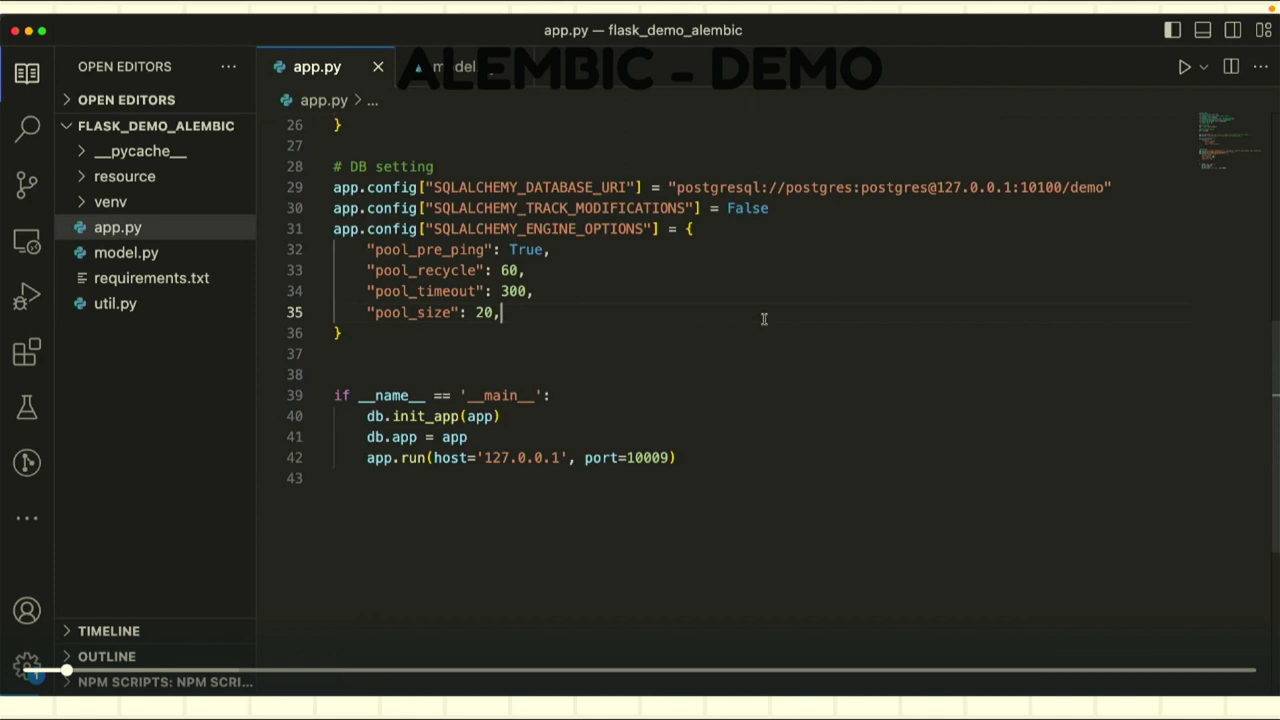 app.py — flask_demo_alembic
OPEN EDITORS
OPEN EDITORS
FLASK_DEMO_ALEMBIC
__pycache__
resource
venv
app.py
model.py
requirements.txt
util.py
TIMELINE
OUTLINE
NPM SCRIPTS: NPM SCRI...
1
app.py
model.
ALEMBIC - DEMO
app.py > ...
26 }
27
28 # DB setting
29 app.config["SQLALCHEMY_DATABASE_URI"] = "postgresql://postgres:postgres@127.0.0.1:10100/demo"
30 app.config["SQLALCHEMY_TRACK_MODIFICATIONS"] = False
31 app.config["SQLALCHEMY_ENGINE_OPTIONS"] = {
32 "pool_pre_ping": True,
33 "pool_recycle": 60,
34 "pool_timeout": 300,
35 "pool_size": 20,
36 }
37
38
39 if __name__ == '__main__':
40 db.init_app(app)
41 db.app = app
42 app.run(host='127.0.0.1', port=10009)
43